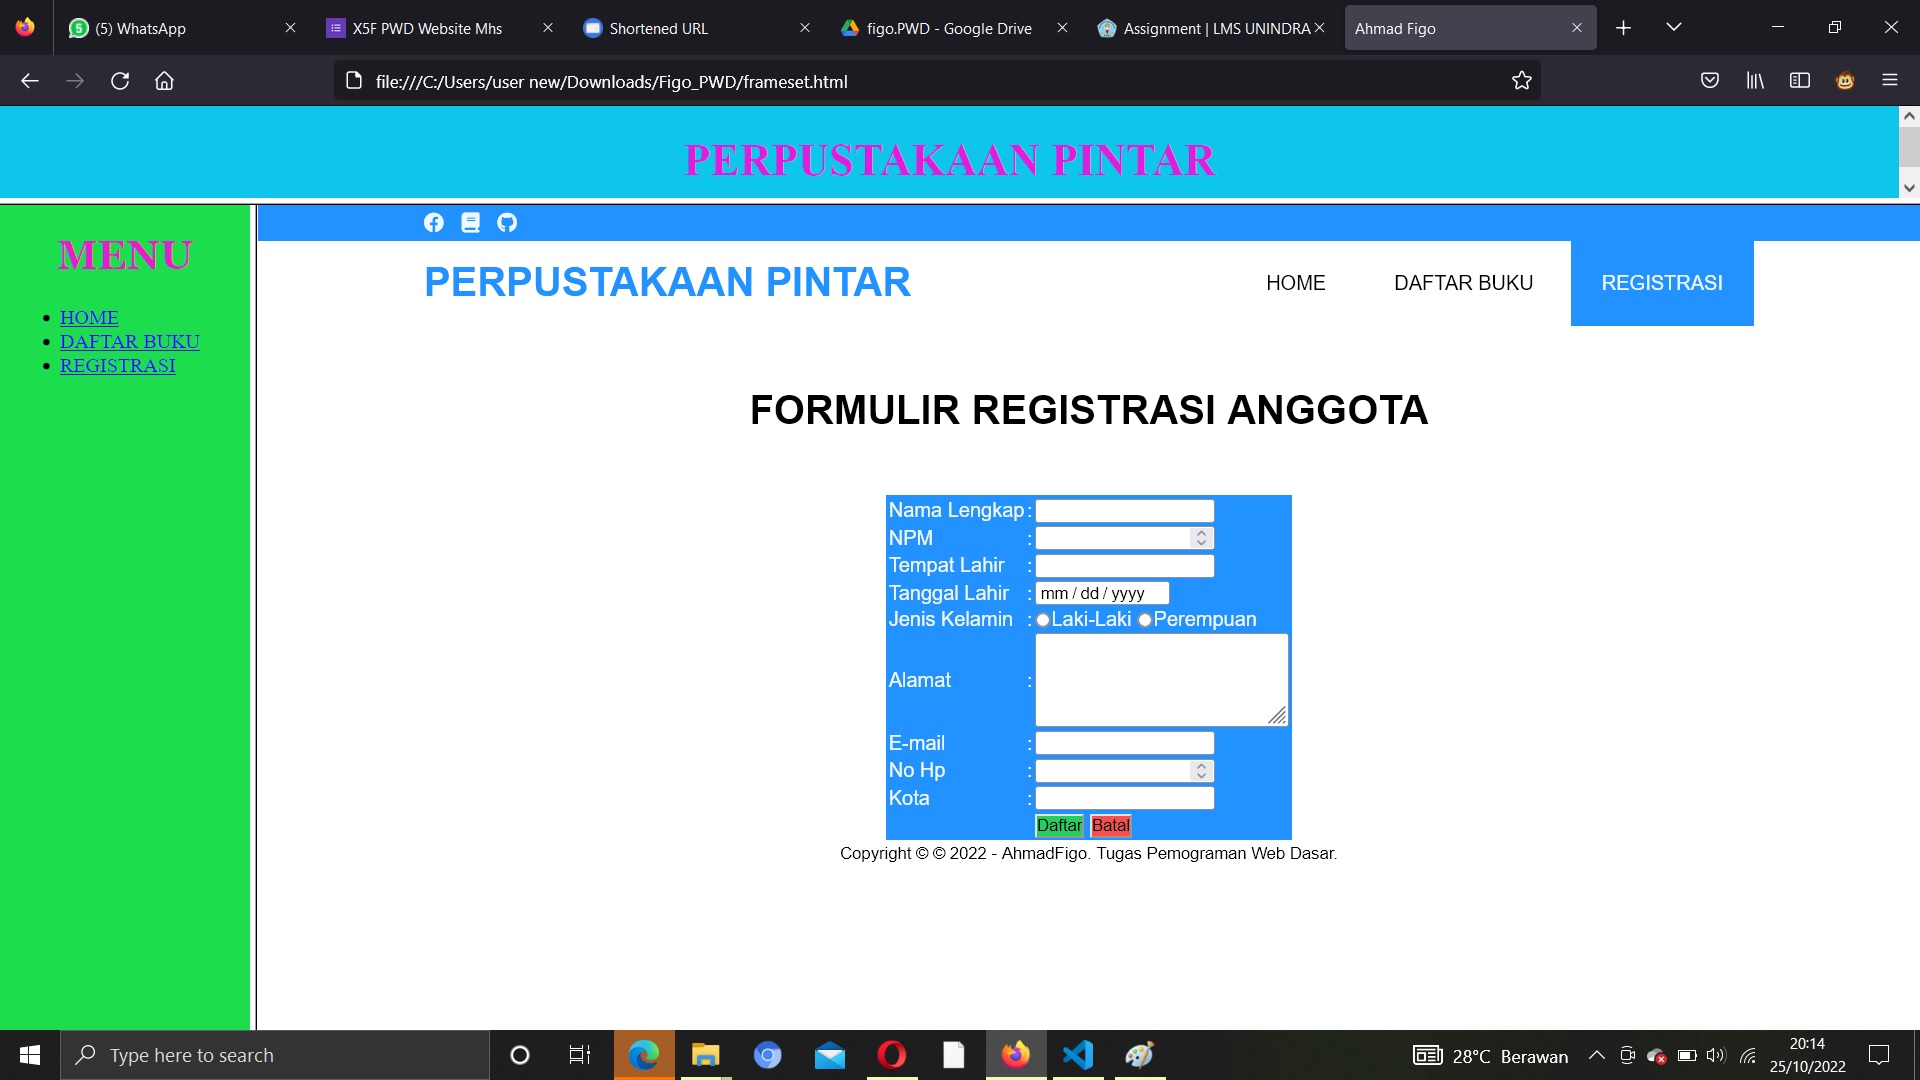 (5) WhatsApp
X5F PWD Website Mhs
Shortened URL
figo.PWD - Google Drive
Assignment | LMS UNINDRA
Ahmad Figo
file:///C:/Users/user new/Downloads/Figo_PWD/frameset.html
PERPUSTAKAAN PINTAR
MENU
HOME
DAFTAR BUKU
REGISTRASI
PERPUSTAKAAN PINTAR
HOME
DAFTAR BUKU
REGISTRASI
FORMULIR REGISTRASI ANGGOTA
Nama Lengkap :
NPM :
Tempat Lahir :
Tanggal Lahir : mm / dd / yyyy
Jenis Kelamin : Laki-Laki Perempuan
Alamat :
E-mail :
No Hp :
Kota :
Daftar Batal
Copyright © © 2022 - AhmadFigo. Tugas Pemograman Web Dasar.
Type here to search
28°C Berawan
20:14
25/10/2022